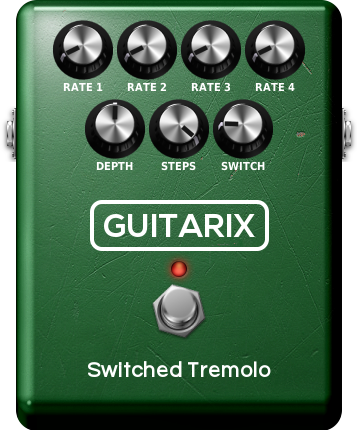 RATE 1 RATE 2 RATE 3 RATE 4
DEPTH STEPS SWITCH
GUITARIX
SwItched Tremolo